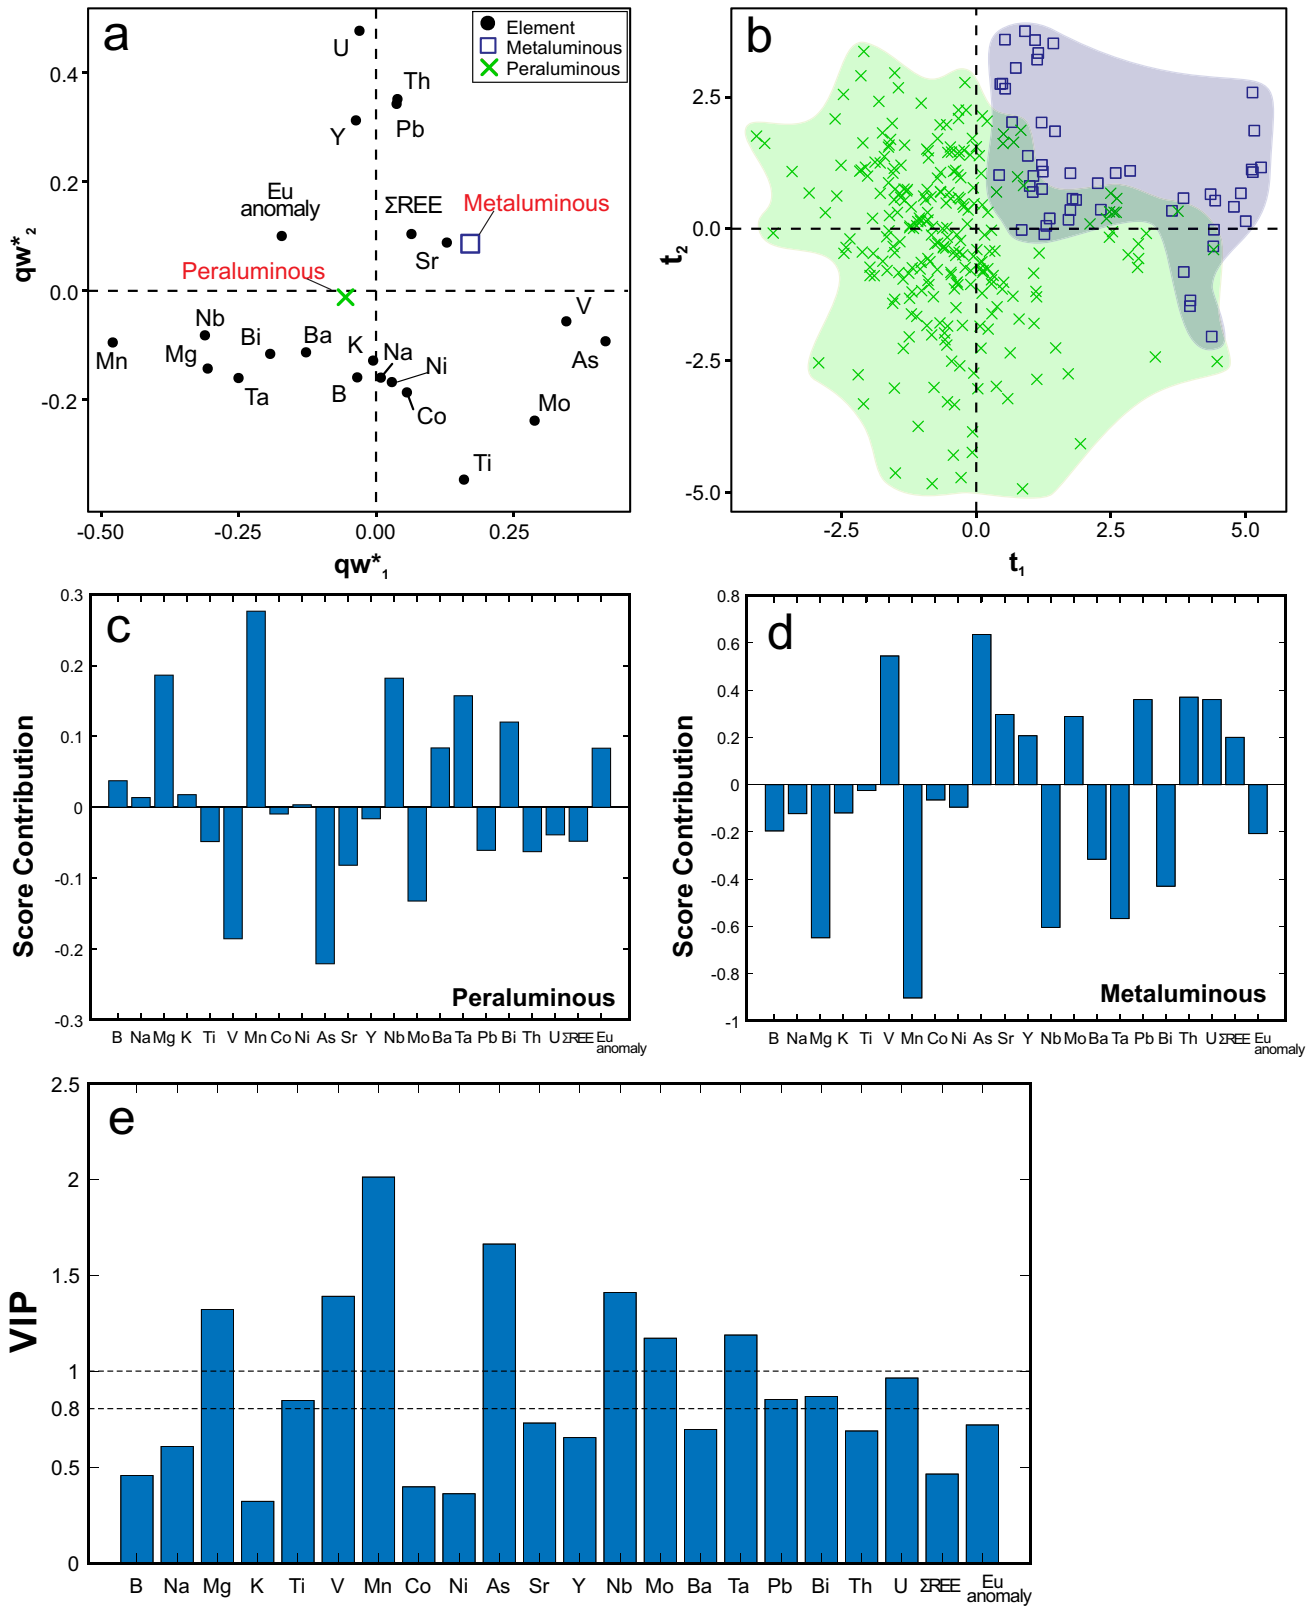 a
Element
Metaluminous
Peraluminous
U
Th
Pb
Y
Eu
anomaly
ΣREE
Sr
Metaluminous
Peraluminous
Nb
Mn
Mg
Bi
Ba
Ta
K
Na
Ni
B
Co
V
As
Mo
Ti
0.4
0.2
0.0
-0.2
-0.50
-0.25
0.00
0.25
qw*2
qw*1
b
2.5
0.0
-2.5
-5.0
-2.5
0.0
2.5
5.0
t2
t1
c
0.3
0.2
0.1
0
-0.1
-0.2
-0.3
Score Contribution
Peraluminous
B Na Mg K Ti V Mn Co Ni As Sr Y Nb Mo Ba Ta Pb Bi Th U ΣREE Eu
anomaly
d
0.8
0.6
0.4
0.2
0
-0.2
-0.4
-0.6
-0.8
-1
Score Contribution
Metaluminous
B Na Mg K Ti V Mn Co Ni As Sr Y Nb Mo Ba Ta Pb Bi Th U ΣREE Eu
anomaly
e
2.5
2
1.5
1
0.8
0.5
0
VIP
B Na Mg K Ti V Mn Co Ni As Sr Y Nb Mo Ba Ta Pb Bi Th U ΣREE Eu
anomaly